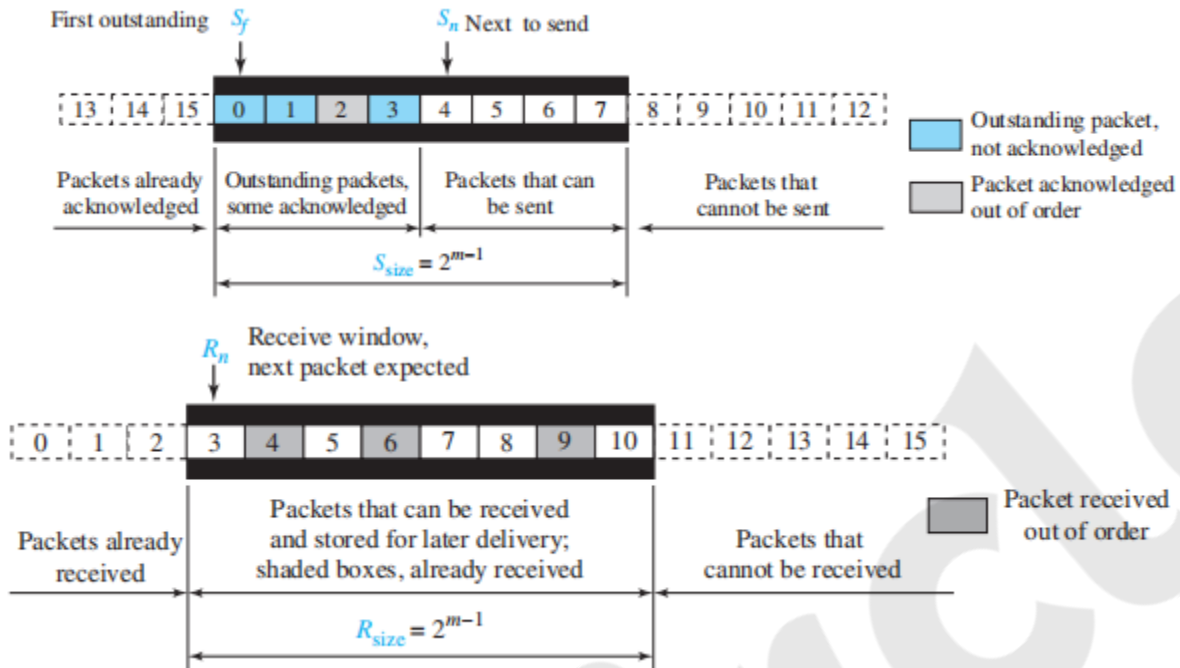 First outstanding S_f S_n Next to send
13 14 15 0 1 2 3 4 5 6 7 8 9 10 11 12
Outstanding packet,
not acknowledged
Packet acknowledged
out of order
Packets already
acknowledged
Outstanding packets,
some acknowledged
Packets that can
be sent
Packets that
cannot be sent
S_size = 2^{m–1}
R_n Receive window,
next packet expected
0 1 2 3 4 5 6 7 8 9 10 11 12 13 14 15
Packet received
out of order
Packets already
received
Packets that can be received
and stored for later delivery;
shaded boxes, already received
Packets that
cannot be received
R_size = 2^{m–1}